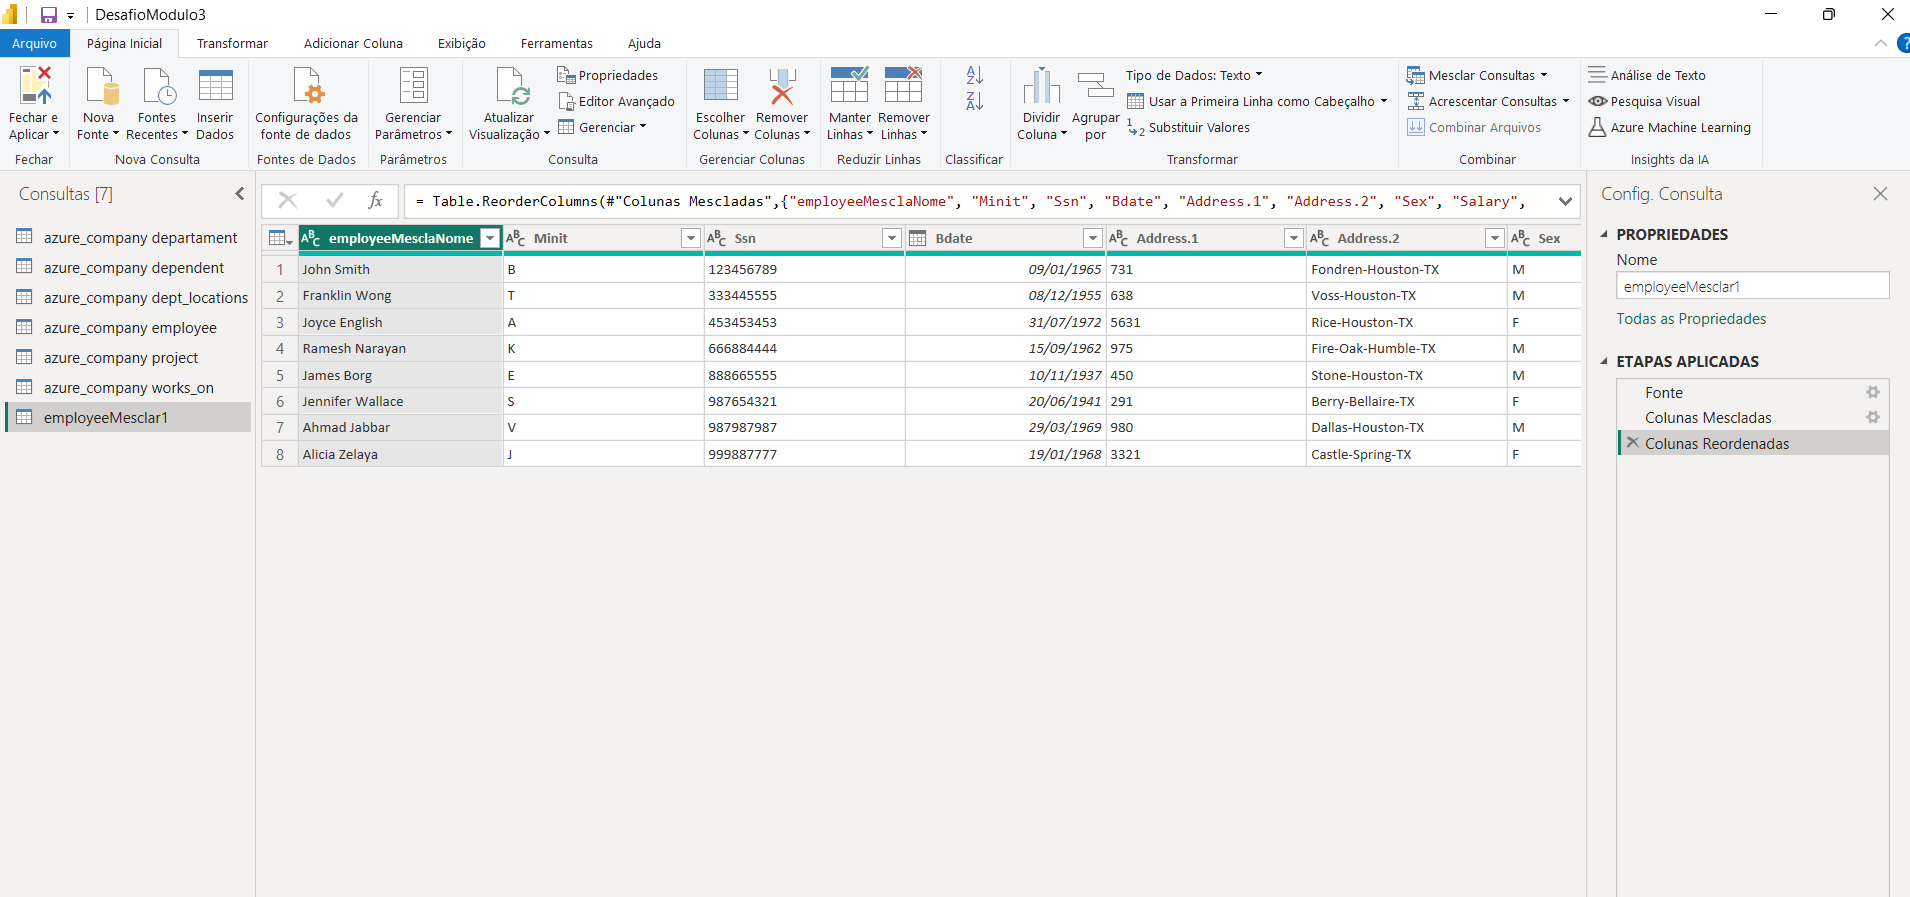 DesafioModulo3
Arquivo
Página Inicial
Transformar
Adicionar Coluna
Exibição
Ferramentas
Ajuda
?
Fechar e
Aplicar
Fechar
Nova
Fonte
Fontes
Recentes
Inserir
Dados
Nova Consulta
Configurações da
fonte de dados
Fontes de Dados
Gerenciar
Parâmetros
Parâmetros
Atualizar
Visualização
Propriedades
Editor Avançado
Gerenciar
Consulta
Escolher
Colunas
Remover
Colunas
Gerenciar Colunas
Manter
Linhas
Remover
Linhas
Reduzir Linhas
A
Z
Z
A
Classificar
Dividir
Coluna
Agrupar
por
Tipo de Dados: Texto
Usar a Primeira Linha como Cabeçalho
1 2 Substituir Valores
Transformar
Mesclar Consultas
Acrescentar Consultas
Combinar Arquivos
Combinar
Análise de Texto
Pesquisa Visual
Azure Machine Learning
Insights da IA
Consultas [7]
azure_company departament
azure_company dependent
azure_company dept_locations
azure_company employee
azure_company project
azure_company works_on
employeeMesclar1
fx = Table.ReorderColumns(#"Colunas Mescladas",{"employeeMesclaNome", "Minit", "Ssn", "Bdate", "Address.1", "Address.2", "Sex", "Salary",
ABC employeeMesclaNome ABC Minit ABC Ssn Bdate ABC Address.1 ABC Address.2 ABC Sex
1 John Smith B 123456789 09/01/1965 731 Fondren-Houston-TX M
2 Franklin Wong T 333445555 08/12/1955 638 Voss-Houston-TX M
3 Joyce English A 453453453 31/07/1972 5631 Rice-Houston-TX F
4 Ramesh Narayan K 666884444 15/09/1962 975 Fire-Oak-Humble-TX M
5 James Borg E 888665555 10/11/1937 450 Stone-Houston-TX M
6 Jennifer Wallace S 987654321 20/06/1941 291 Berry-Bellaire-TX F
7 Ahmad Jabbar V 987987987 29/03/1969 980 Dallas-Houston-TX M
8 Alicia Zelaya J 999887777 19/01/1968 3321 Castle-Spring-TX F
Config. Consulta
PROPRIEDADES
Nome
employeeMesclar1
Todas as Propriedades
ETAPAS APLICADAS
Fonte
Colunas Mescladas
Colunas Reordenadas